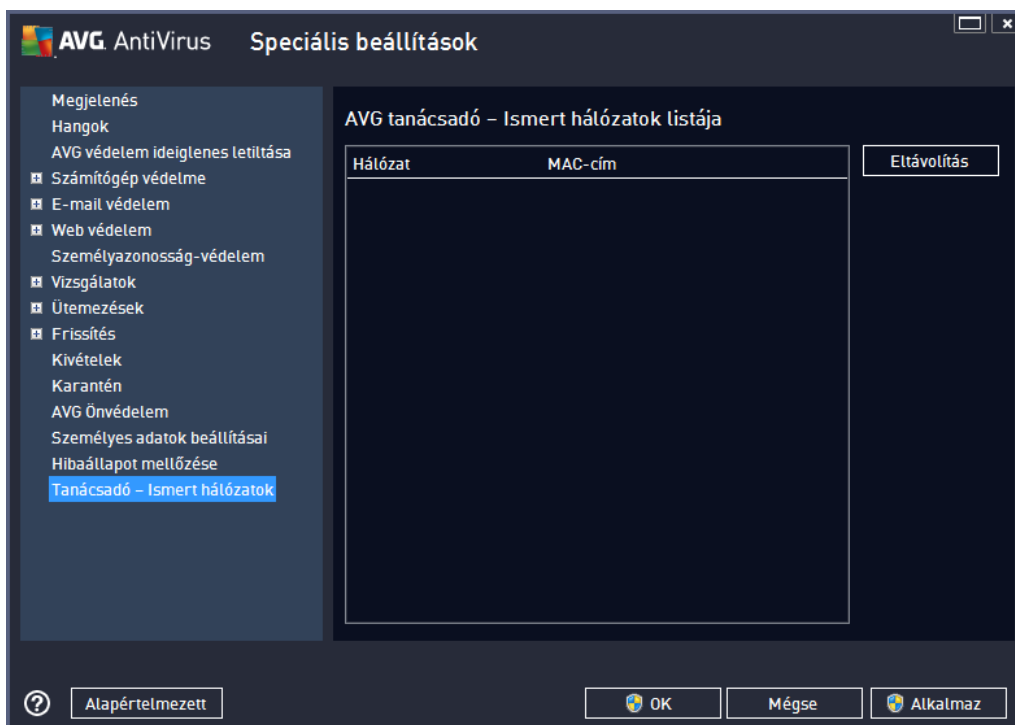 AVG AntiVirus Speciális beállítások
Megjelenés
Hangok
AVG védelem ideiglenes letiltása
Számítógép védelme
E-mail védelem
Web védelem
Személyazonosság-védelem
Vizsgálatok
Ütemezések
Frissítés
Kivételek
Karantén
AVG Önvédelem
Személyes adatok beállításai
Hibaállapot mellőzése
Tanácsadó – Ismert hálózatok
AVG tanácsadó – Ismert hálózatok listája
Hálózat MAC-cím
Eltávolítás
Alapértelmezett OK Mégse Alkalmaz